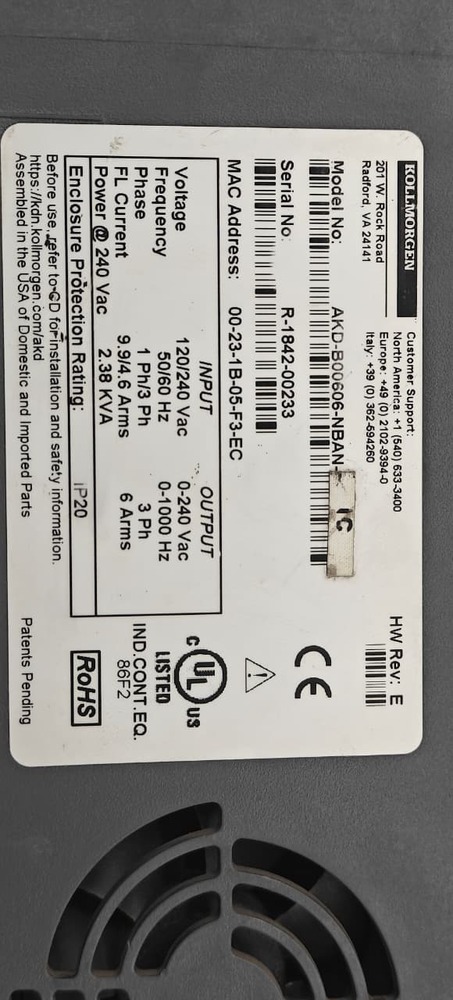 KOLLMORGEN
201 W. Rock Road
Radford, VA 24141
Customer Support:
North America: +1 (540) 633-3400
Europe: +49 (0) 2102-9394-0
Italy: +39 (0) 362-594260
HW Rev: E
Model No: AKD-B00606-NBAN-
IC
Serial No: R-1842-00233
MAC Address: 00-23-1B-05-F3-EC
INPUT OUTPUT
Voltage 120/240 Vac 0-240 Vac
Frequency 50/60 Hz 0-1000 Hz
Phase 1 Ph/3 Ph 3 Ph
FL Current 9.9/4.6 Arms 6 Arms
Power @ 240 Vac 2.38 KVA
Enclosure Protection Rating: IP20
CE
C UL US
LISTED
IND.CONT.EQ.
86F2
RoHS
Before use, refer to CD for installation and safety information.
https://kdn.kollmorgen.com/akd
Assembled in the USA of Domestic and Imported Parts
Patents Pending